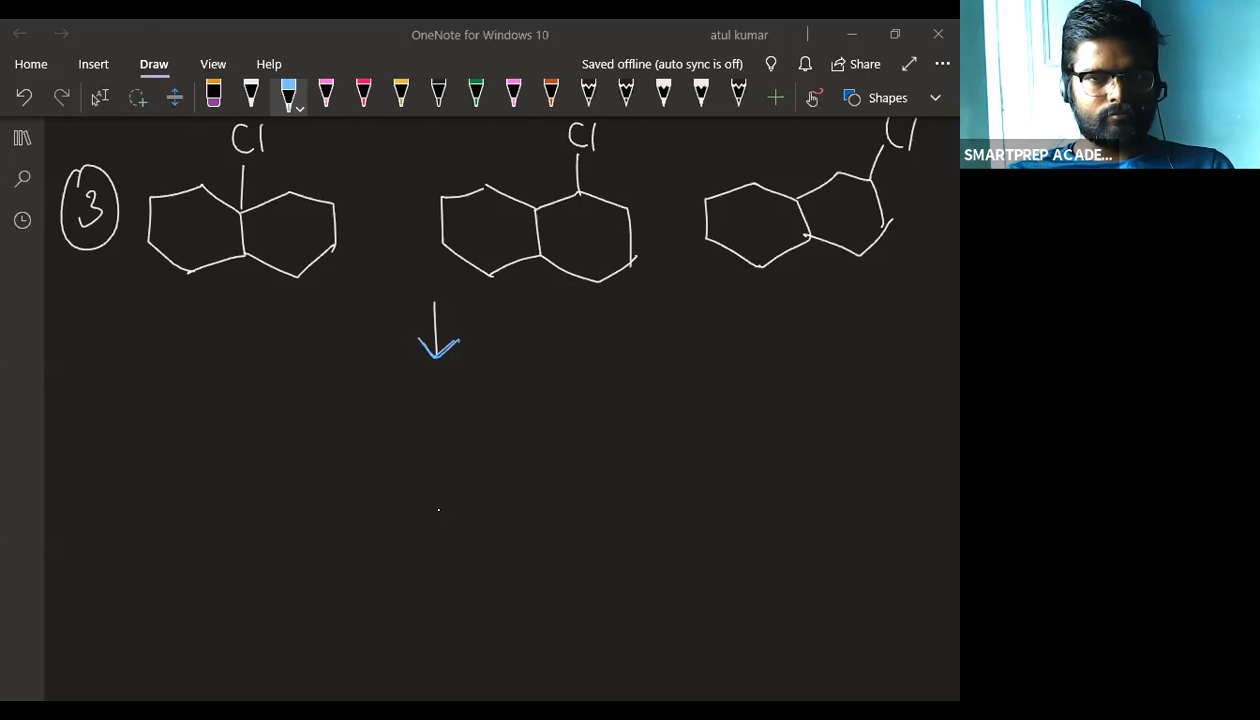 OneNote for Windows 10
atul kumar
Home Insert Draw View Help
Saved offline (auto sync is off)
Share
Shapes
SMARTPREP ACADE...
Cl Cl Cl
3